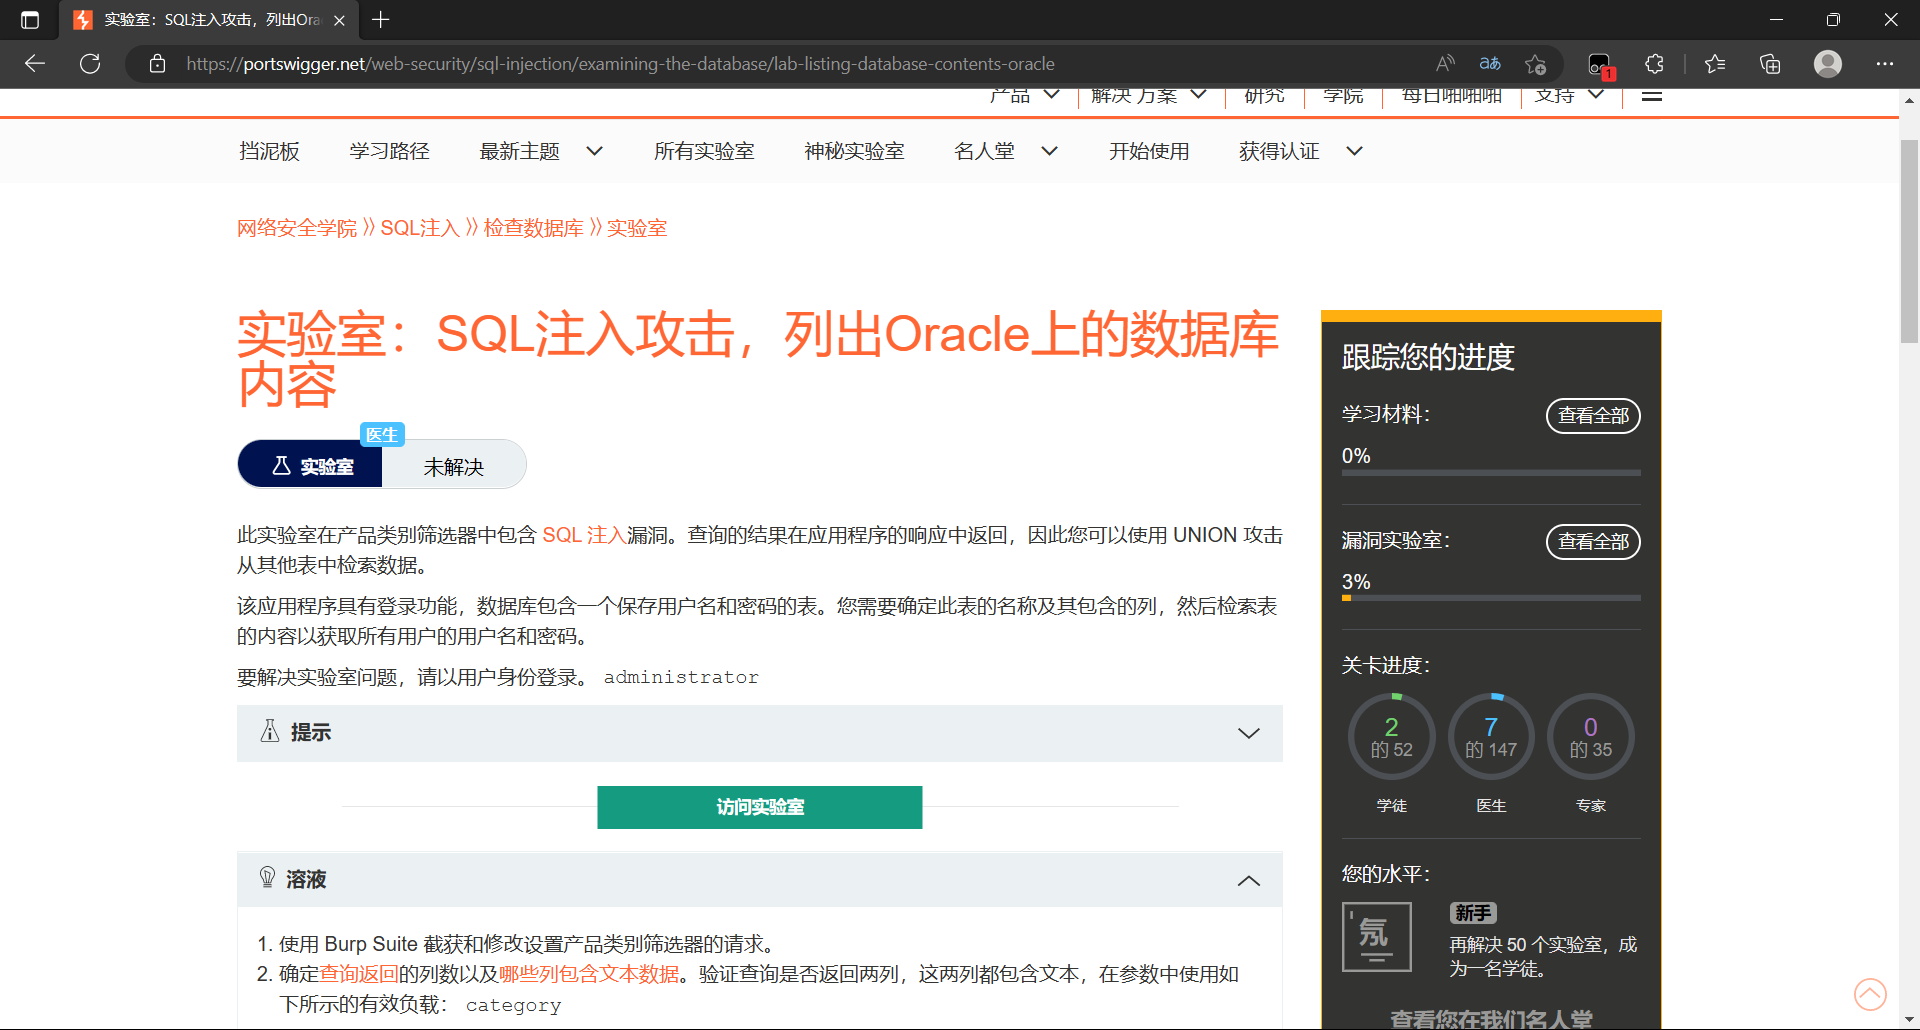 实验室：SQL注入攻击，列出Ora
https://portswigger.net/web-security/sql-injection/examining-the-database/lab-listing-database-contents-oracle
aあ
1
产品 解决 方案 研究 学院 每日啪啪啪 支持
挡泥板 学习路径 最新主题 所有实验室 神秘实验室 名人堂 开始使用 获得认证
网络安全学院 》 SQL注入 》 检查数据库 》 实验室
实验室：SQL注入攻击，列出Oracle上的数据库
内容
医生
实验室 未解决
此实验室在产品类别筛选器中包含 SQL 注入漏洞。查询的结果在应用程序的响应中返回，因此您可以使用 UNION 攻击
从其他表中检索数据。
该应用程序具有登录功能，数据库包含一个保存用户名和密码的表。您需要确定此表的名称及其包含的列，然后检索表
的内容以获取所有用户的用户名和密码。
要解决实验室问题，请以用户身份登录。 administrator
提示
访问实验室
溶液
1. 使用 Burp Suite 截获和修改设置产品类别筛选器的请求。
2. 确定查询返回的列数以及哪些列包含文本数据。验证查询是否返回两列，这两列都包含文本，在参数中使用如
下所示的有效负载： category
跟踪您的进度
学习材料： 查看全部
0%
漏洞实验室： 查看全部
3%
关卡进度：
2 7 0
的 52 的 147 的 35
学徒 医生 专家
您的水平：
氖
新手
再解决 50 个实验室，成
为一名学徒。
查看您在我们名人堂